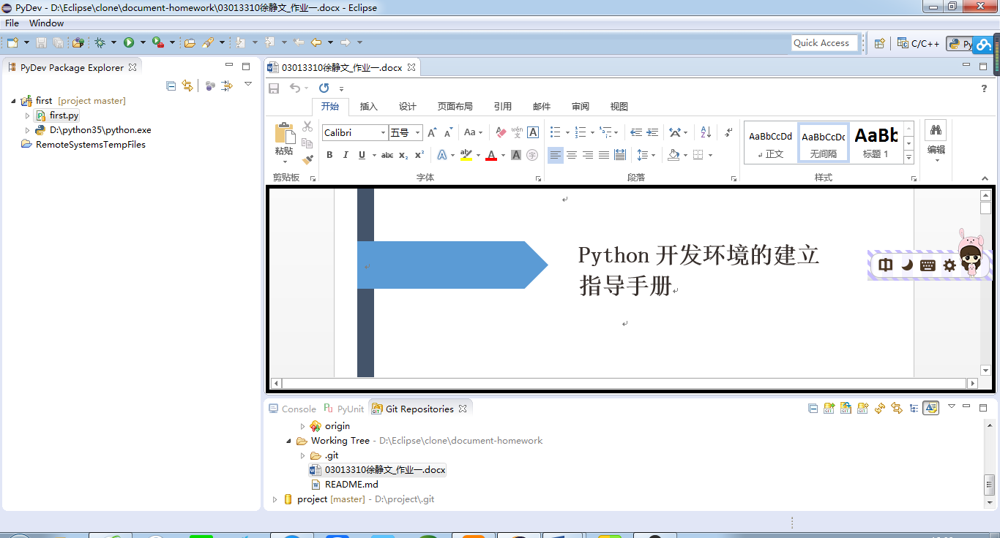 PyDev - D:\Eclipse\clone\document-homework\03013310徐静文_作业一.docx - Eclipse
File Window
Quick Access
C/C++
Py
PyDev Package Explorer
03013310徐静文_作业一.docx
first [project master]
first.py
D:\python35\python.exe
RemoteSystemsTempFiles
?
开始 插入 设计 页面布局 引用 邮件 审阅 视图
粘贴
Calibri 五号 A A Aa wén 文 A
B I U abc X₂ X² A ab A A 字
AaBbCcDd AaBbCcDc AaBb
正文 无间隔 标题 1
编辑
剪贴板 字体 段落 样式
Python 开发环境的建立
指导手册
中
Console PyUnit Git Repositories
origin
Working Tree - D:\Eclipse\clone\document-homework
.git
03013310徐静文_作业一.docx
README.md
project [master] - D:\project\.git